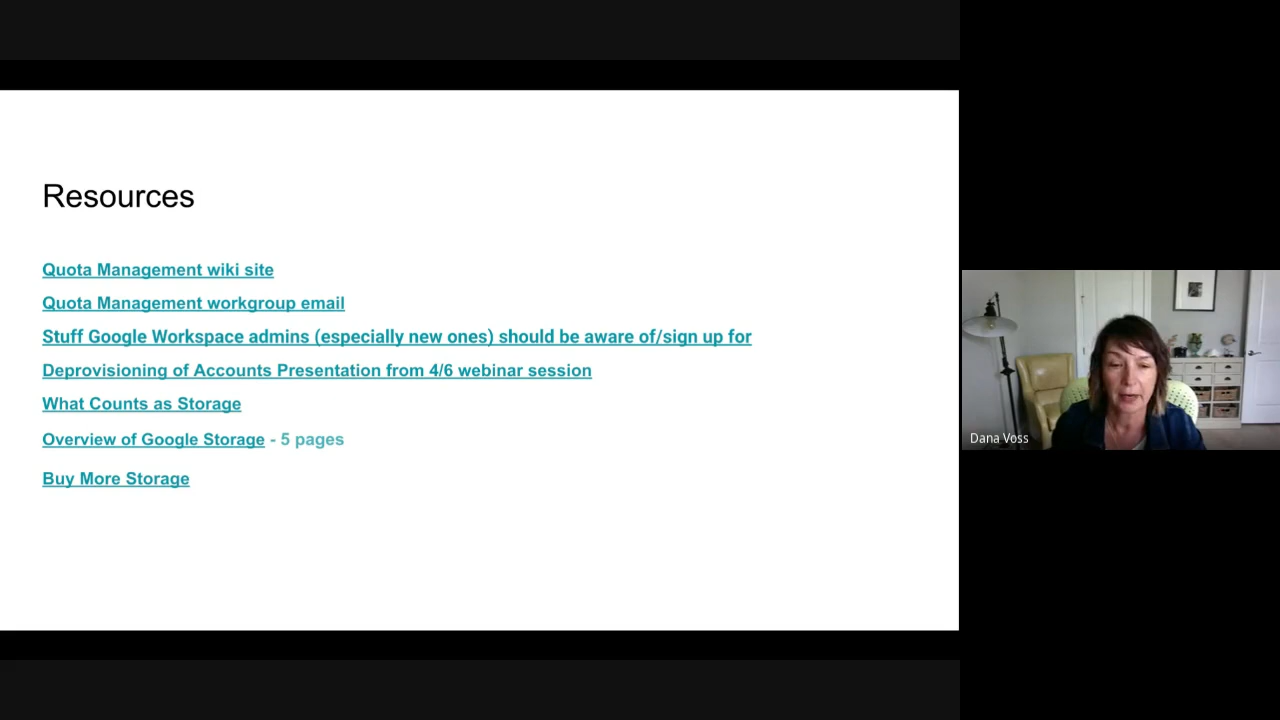 Resources
Quota Management wiki site
Quota Management workgroup email
Stuff Google Workspace admins (especially new ones) should be aware of/sign up for
Deprovisioning of Accounts Presentation from 4/6 webinar session
What Counts as Storage
Overview of Google Storage - 5 pages
Buy More Storage
Dana Voss